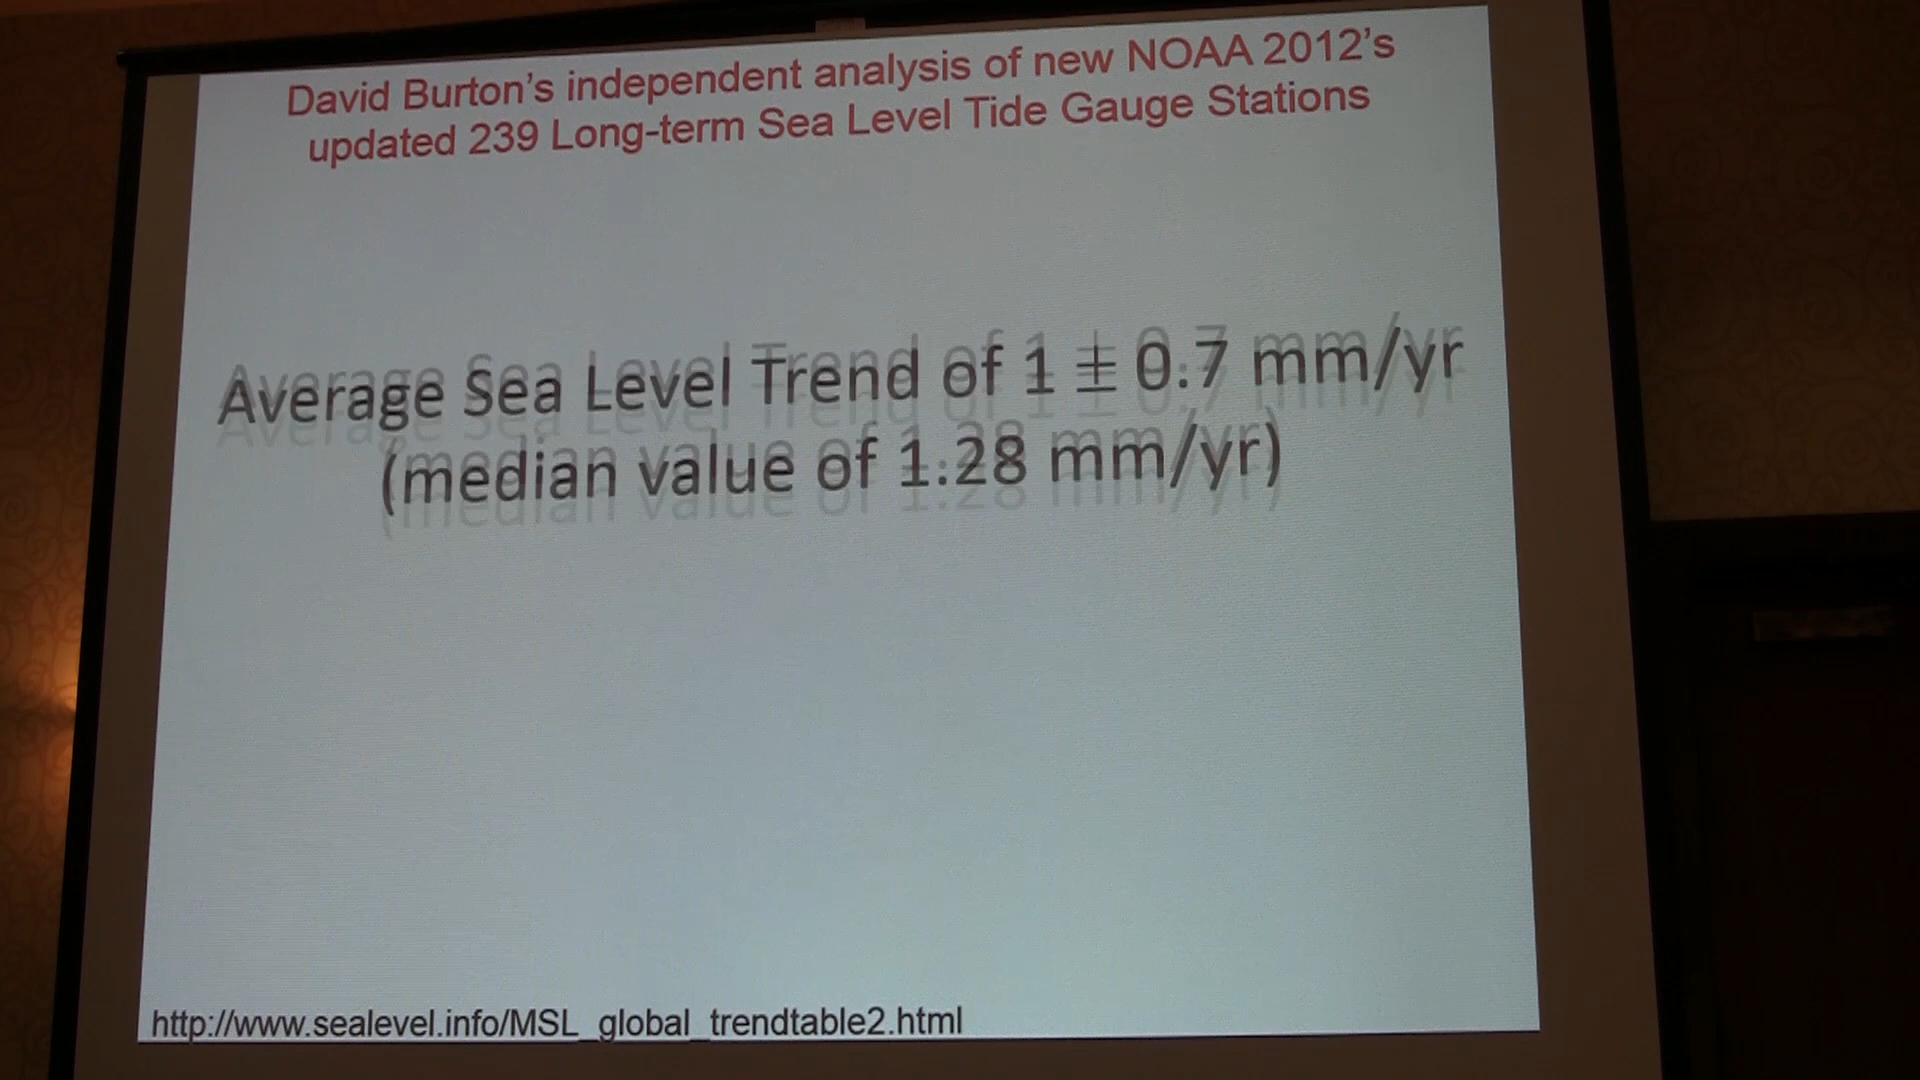 David Burton's independent analysis of new NOAA 2012's
updated 239 Long-term Sea Level Tide Gauge Stations
Average Sea Level Trend of 1 ± 0.7 mm/yr
(median value of 1.28 mm/yr)
http://www.sealevel.info/MSL_global_trendtable2.html